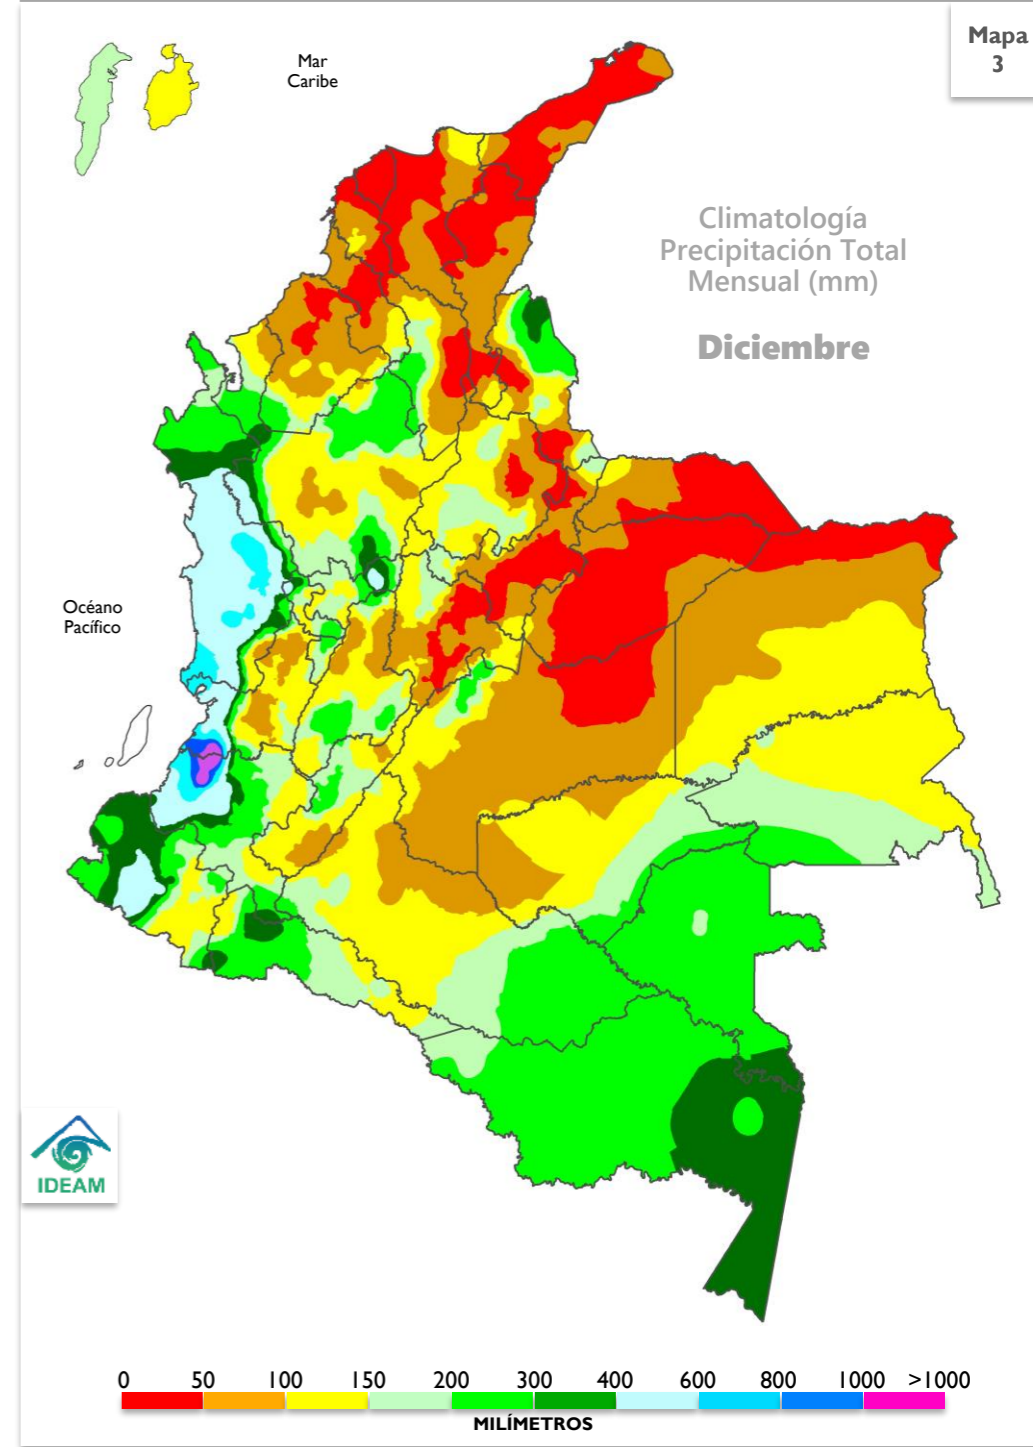 Mapa
3
Mar
Caribe
Climatología
Precipitación Total
Mensual (mm)
Diciembre
Océano
Pacífico
IDEAM
0 50 100 150 200 300 400 600 800 1000 >1000
MILÍMETROS